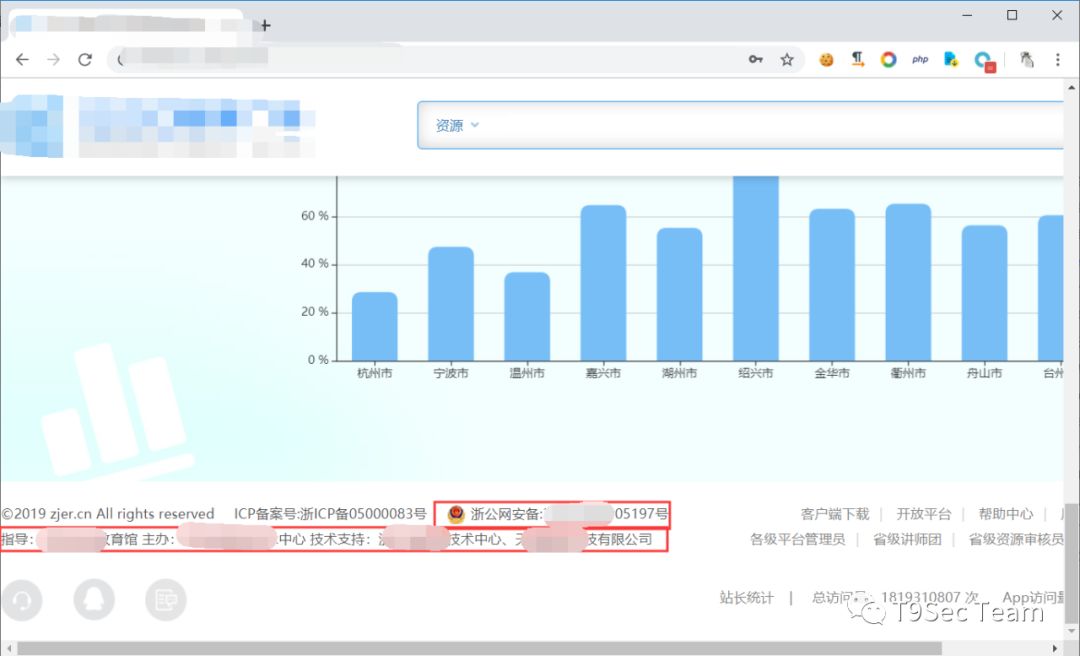 php
资源
60 %
40 %
20 %
0 %
杭州市 宁波市 温州市 嘉兴市 湖州市 绍兴市 金华市 衢州市 舟山市 台州
©2019 zjer.cn All rights reserved ICP备案号:浙ICP备05000083号 浙公网安备: 05197号
客户端下载 | 开放平台 | 帮助中心 |
指导: 教育馆 主办: 中心 技术支持: 技术中心、天 技有限公司
各级平台管理员 | 省级讲师团 | 省级资源审核员
站长统计 | 总访问 1819310807 次 App访问量
T9Sec Team